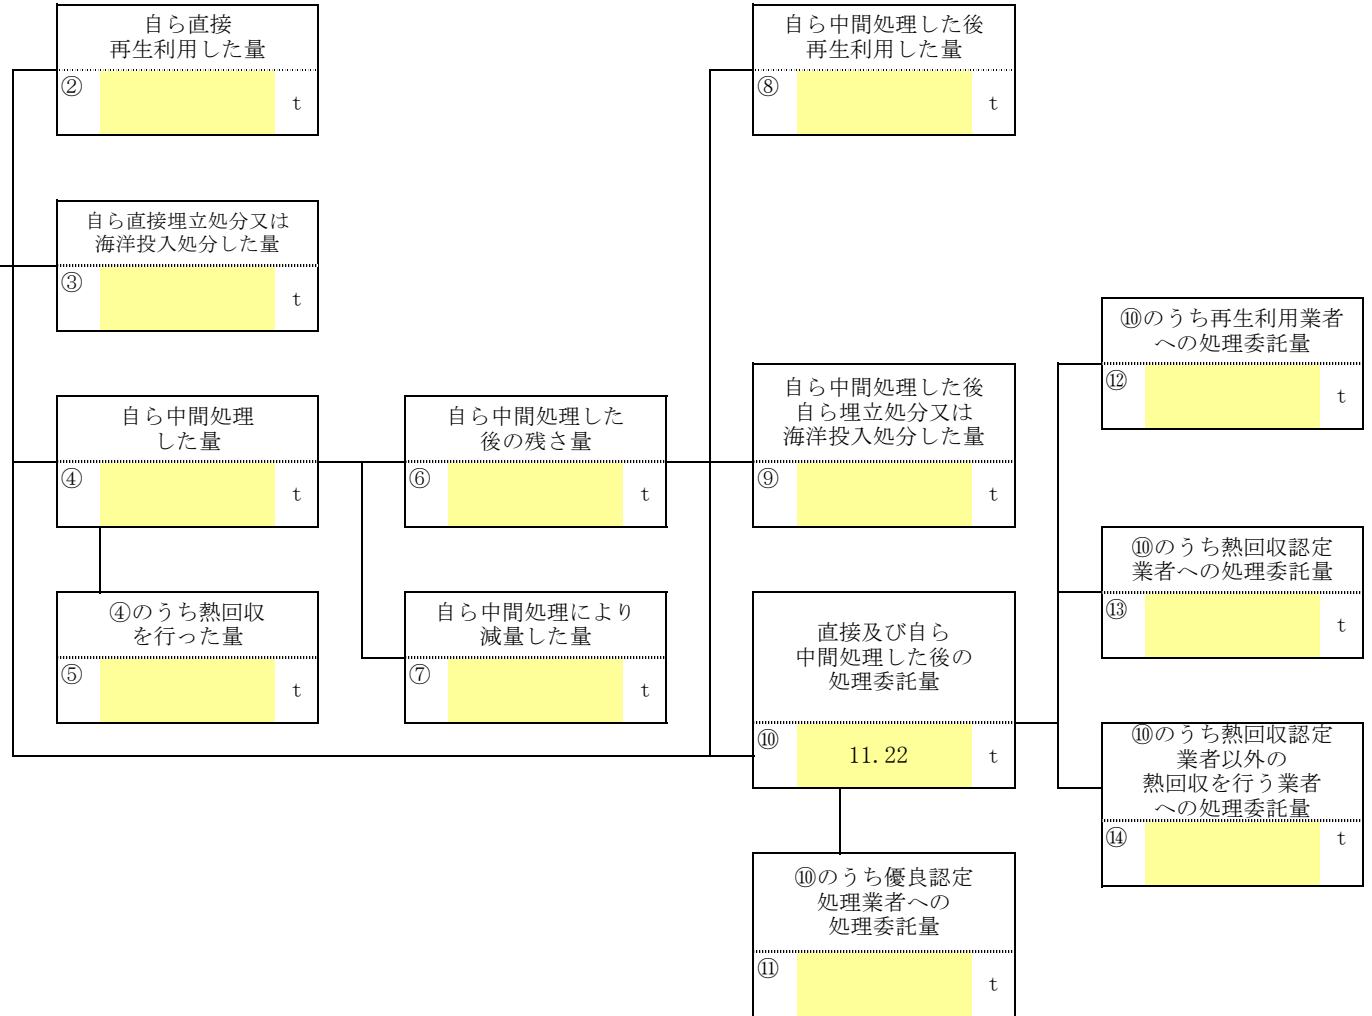 自ら直接
再生利用した量
②
t
自ら直接埋立処分又は
海洋投入処分した量
③
t
自ら中間処理
した量
④
t
④のうち熱回収
を行った量
⑤
t
自ら中間処理した
後の残さ量
⑥
t
自ら中間処理により
減量した量
⑦
t
自ら中間処理した後
再生利用した量
⑧
t
自ら中間処理した後
自ら埋立処分又は
海洋投入処分した量
⑨
t
直接及び自ら
中間処理した後の
処理委託量
⑩ 11.22 t
⑩のうち優良認定
処理業者への
処理委託量
⑪
t
⑩のうち再生利用業者
への処理委託量
⑫
t
⑩のうち熱回収認定
業者への処理委託量
⑬
t
⑩のうち熱回収認定
業者以外の
熱回収を行う業者
への処理委託量
⑭
t